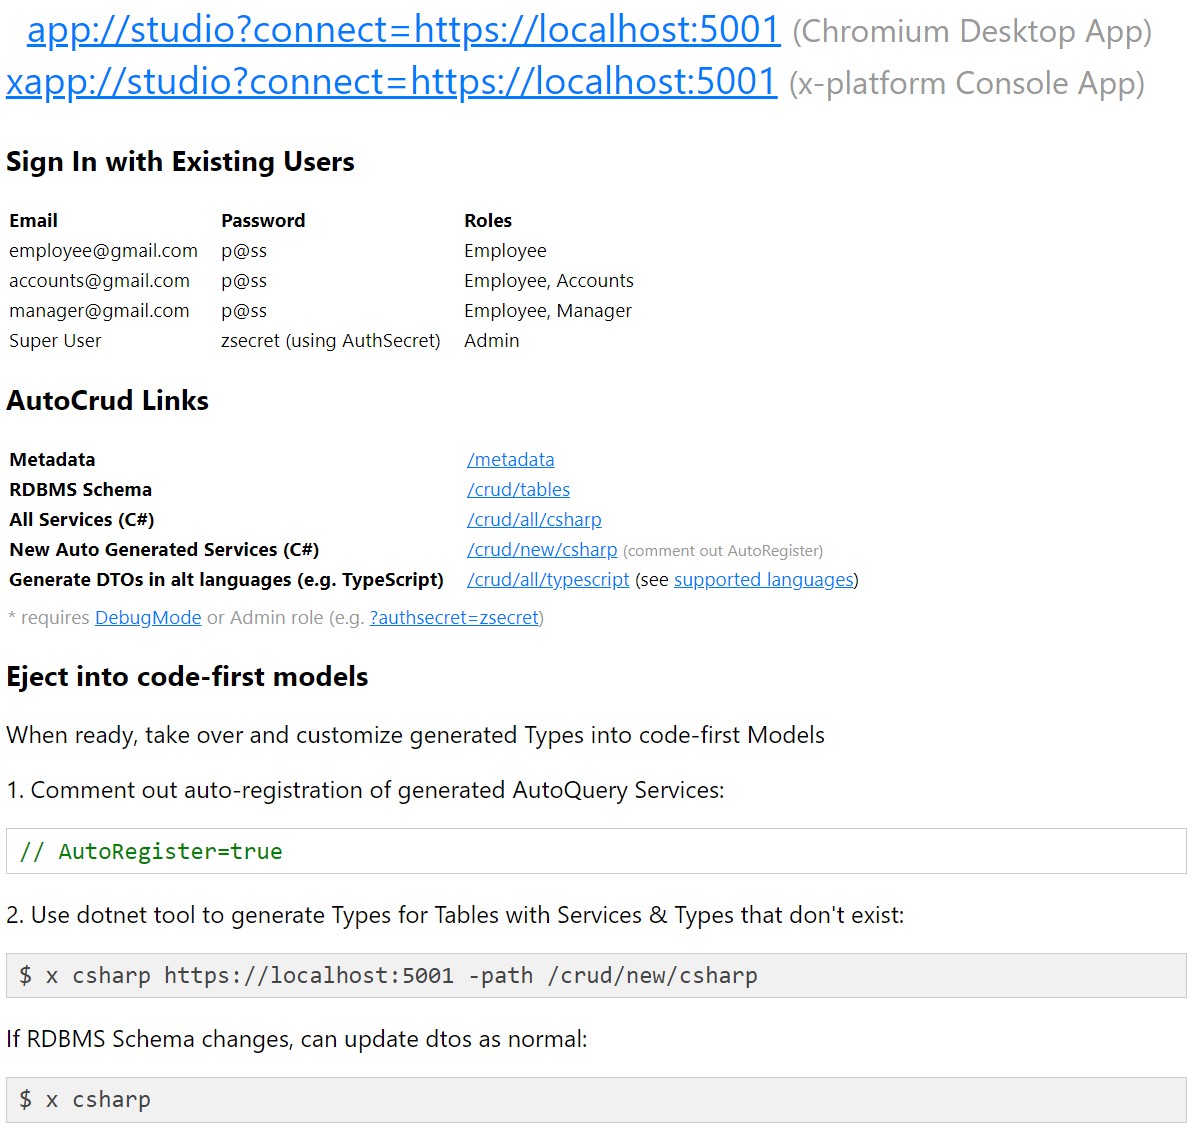 app://studio?connect=https://localhost:5001 (Chromium Desktop App)
xapp://studio?connect=https://localhost:5001 (x-platform Console App)
Sign In with Existing Users
Email Password Roles
employee@gmail.com p@ss Employee
accounts@gmail.com p@ss Employee, Accounts
manager@gmail.com p@ss Employee, Manager
Super User zsecret (using AuthSecret) Admin
AutoCrud Links
Metadata /metadata
RDBMS Schema /crud/tables
All Services (C#) /crud/all/csharp
New Auto Generated Services (C#) /crud/new/csharp (comment out AutoRegister)
Generate DTOs in alt languages (e.g. TypeScript) /crud/all/typescript (see supported languages)
* requires DebugMode or Admin role (e.g. ?authsecret=zsecret)
Eject into code-first models
When ready, take over and customize generated Types into code-first Models
1. Comment out auto-registration of generated AutoQuery Services:
// AutoRegister=true
2. Use dotnet tool to generate Types for Tables with Services & Types that don't exist:
$ x csharp https://localhost:5001 -path /crud/new/csharp
If RDBMS Schema changes, can update dtos as normal:
$ x csharp